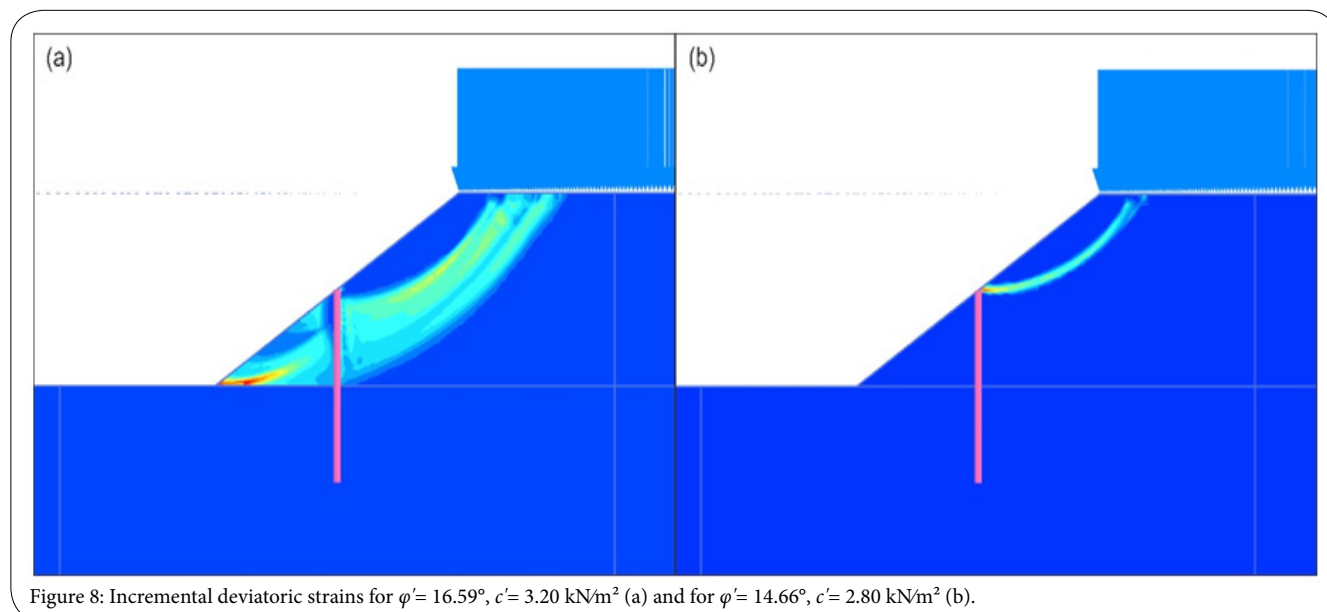 (a)
(b)
Figure 8: Incremental deviatoric strains for φ′= 16.59°, c′= 3.20 kN/m² (a) and for φ′= 14.66°, c′= 2.80 kN/m² (b).